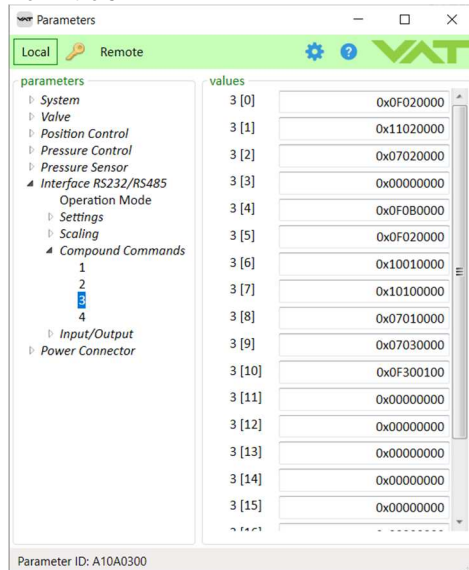 Parameters
Local Remote VAT
parameters
System
Valve
Position Control
Pressure Control
Pressure Sensor
Interface RS232/RS485
Operation Mode
Settings
Scaling
Compound Commands
1
2
3
4
Input/Output
Power Connector
values
3 [0] 0x0F020000
3 [1] 0x11020000
3 [2] 0x07020000
3 [3] 0x00000000
3 [4] 0x0F0B0000
3 [5] 0x0F020000
3 [6] 0x10010000
3 [7] 0x10100000
3 [8] 0x07010000
3 [9] 0x07030000
3 [10] 0x0F300100
3 [11] 0x00000000
3 [12] 0x00000000
3 [13] 0x00000000
3 [14] 0x00000000
3 [15] 0x00000000
Parameter ID: A10A0300